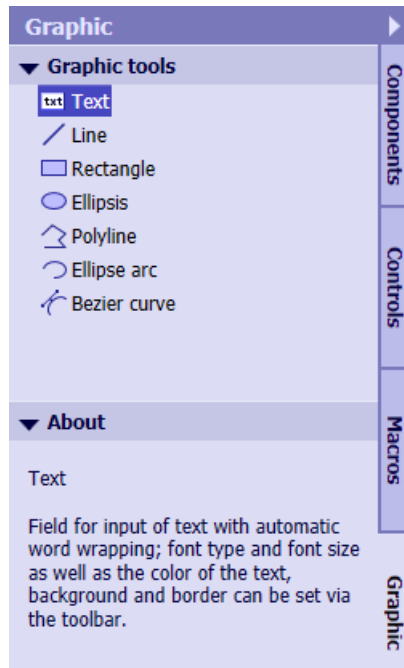 Graphic
Graphic tools
txt Text
Line
Rectangle
Ellipsis
Polyline
Ellipse arc
Bezier curve
About
Text
Field for input of text with automatic
word wrapping; font type and font size
as well as the color of the text,
background and border can be set via
the toolbar.
Components
Controls
Macros
Graphic